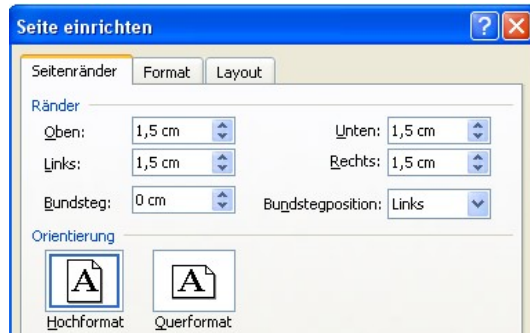 Seite einrichten
Seitenränder Format Layout
Ränder
Oben: 1,5 cm Unten: 1,5 cm
Links: 1,5 cm Rechts: 1,5 cm
Bundsteg: 0 cm Bundstegposition: Links
Orientierung
A A
Hochformat Querformat